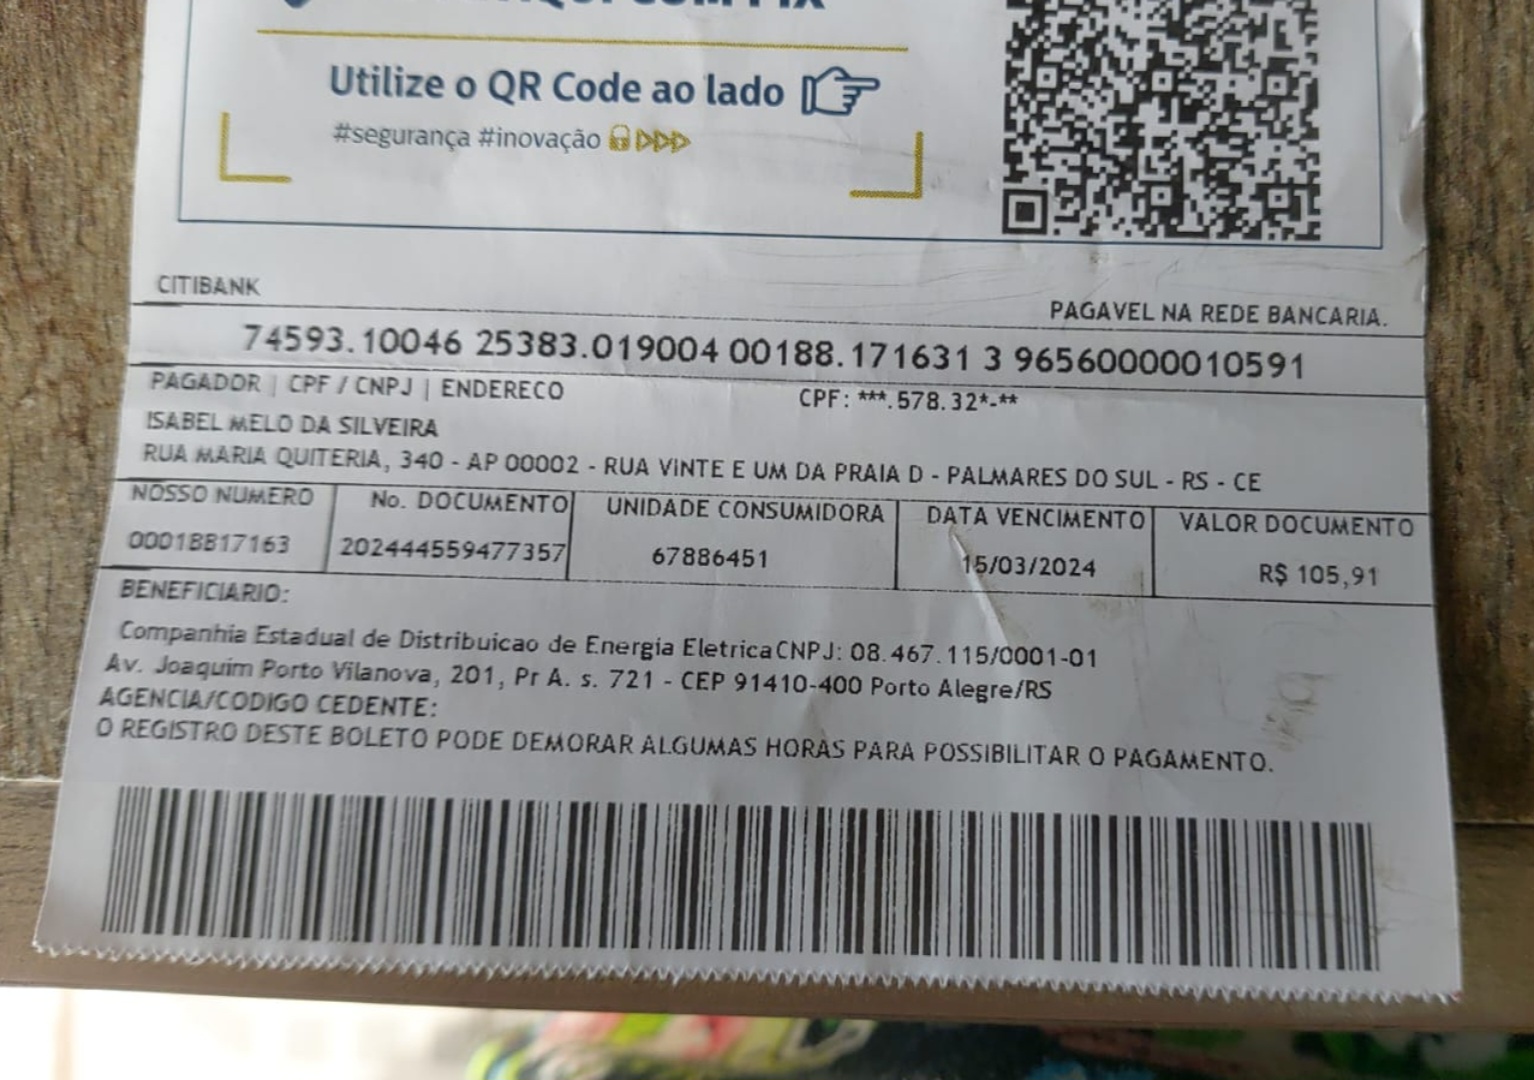 Utilize o QR Code ao lado
#segurança #inovação
CITIBANK
PAGAVEL NA REDE BANCARIA.
74593.10046 25383.019004 00188.171631 3 96560000010591
PAGADOR | CPF / CNPJ | ENDERECO
CPF: ***.578.32*-**
ISABEL MELO DA SILVEIRA
RUA MARIA QUITERIA, 340 - AP 00002 - RUA VINTE E UM DA PRAIA D - PALMARES DO SUL - RS - CE
NOSSO NUMERO
No. DOCUMENTO
UNIDADE CONSUMIDORA
DATA VENCIMENTO
VALOR DOCUMENTO
00018817163
202444559477357
67886451
15/03/2024
R$ 105,91
BENEFICIARIO:
Companhia Estadual de Distribuicao de Energia Eletrica CNPJ: 08.467.115/0001-01
Av. Joaquim Porto Vilanova, 201, Pr A. s. 721 - CEP 91410-400 Porto Alegre/RS
AGENCIA/CODIGO CEDENTE:
O REGISTRO DESTE BOLETO PODE DEMORAR ALGUMAS HORAS PARA POSSIBILITAR O PAGAMENTO.